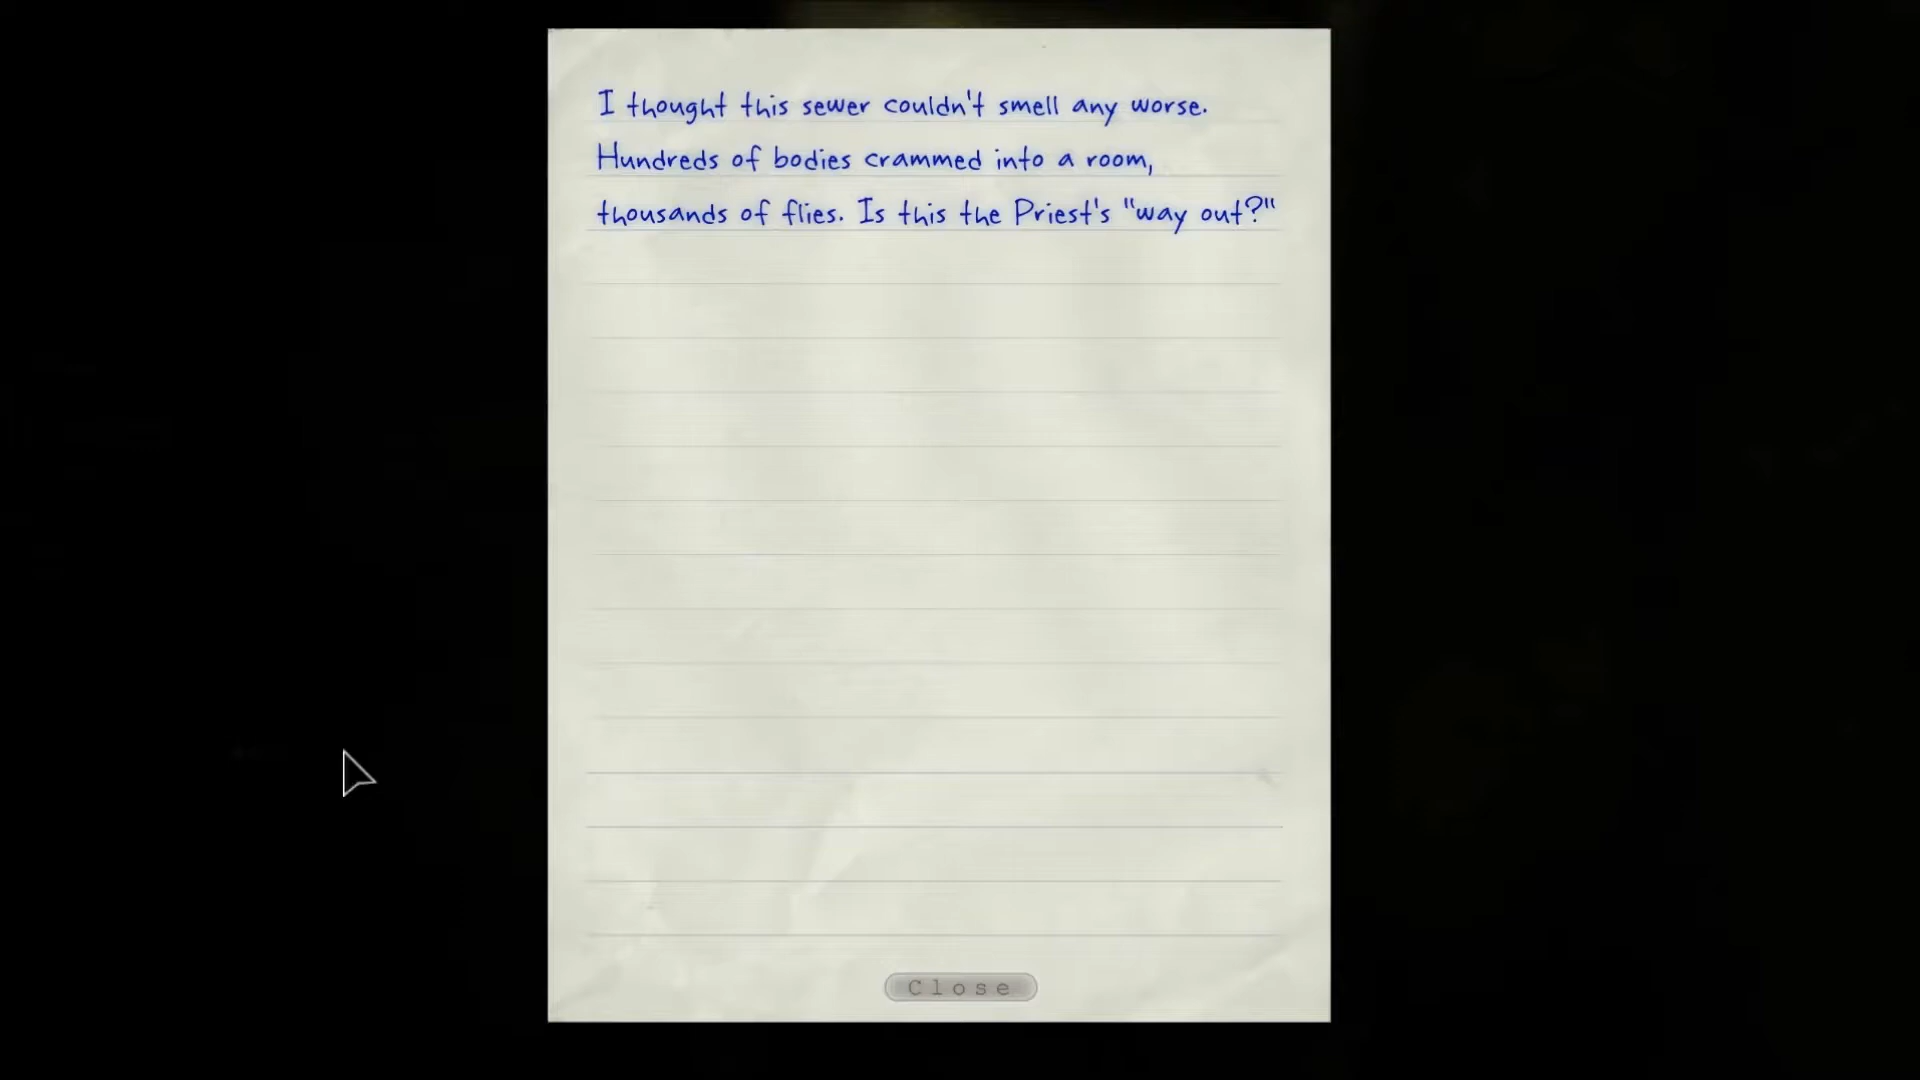 I thought this sewer couldn't smell any worse.
Hundreds of bodies crammed into a room,
thousands of flies. Is this the Priest's "way out?"
Close